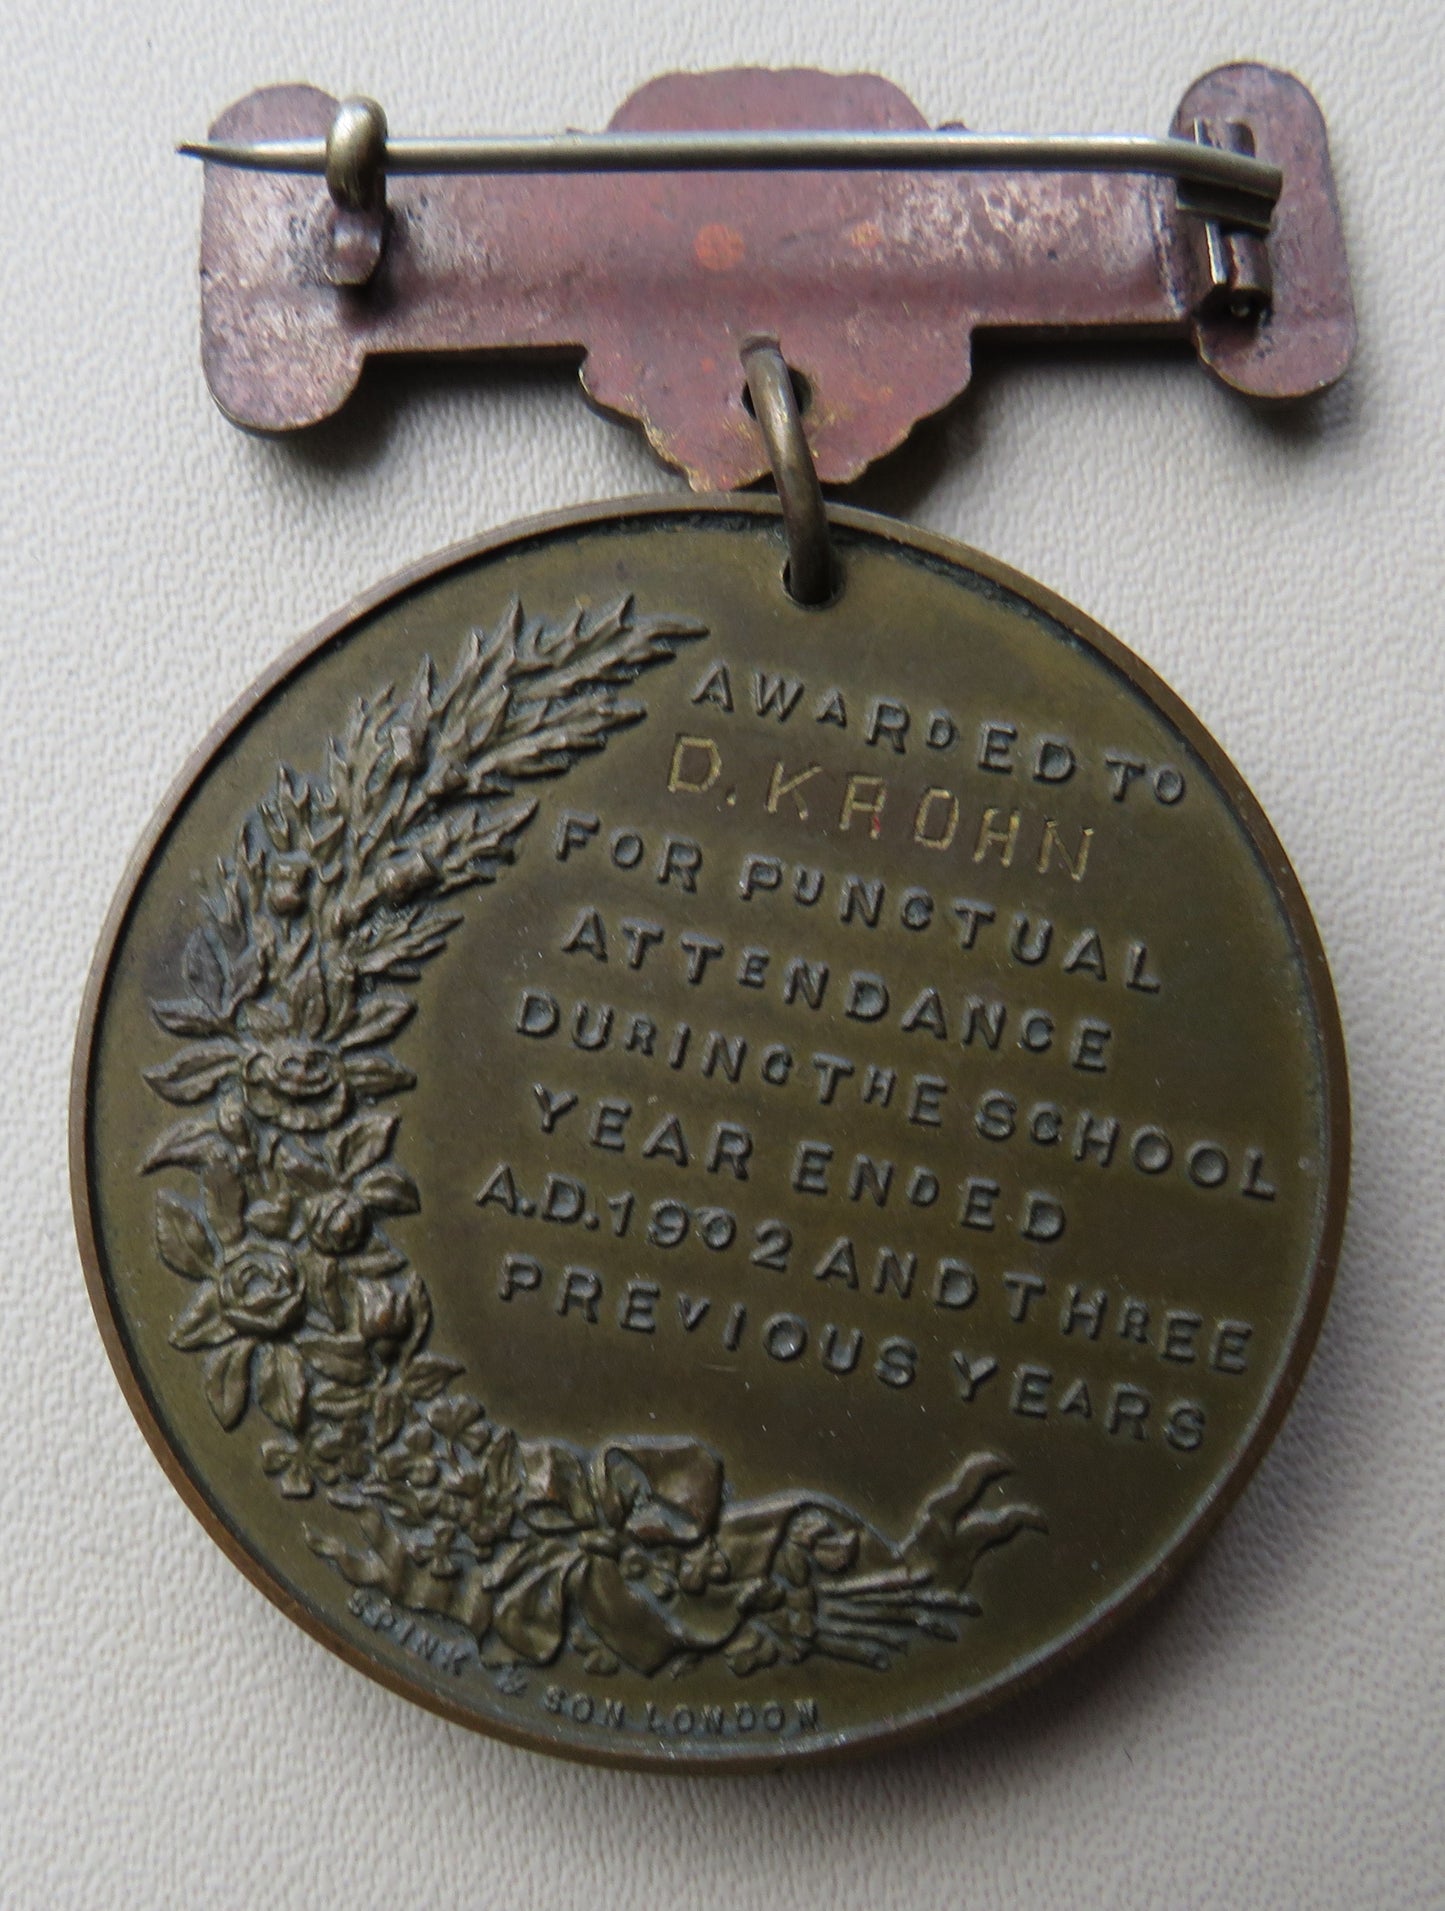 AWARDED TO
D. KROHN
FOR PUNCTUAL
ATTENDANCE
DURING THE SCHOOL
YEAR ENDED
A.D. 1902 AND THREE
PREVIOUS YEARS
SPINK & SON LONDON